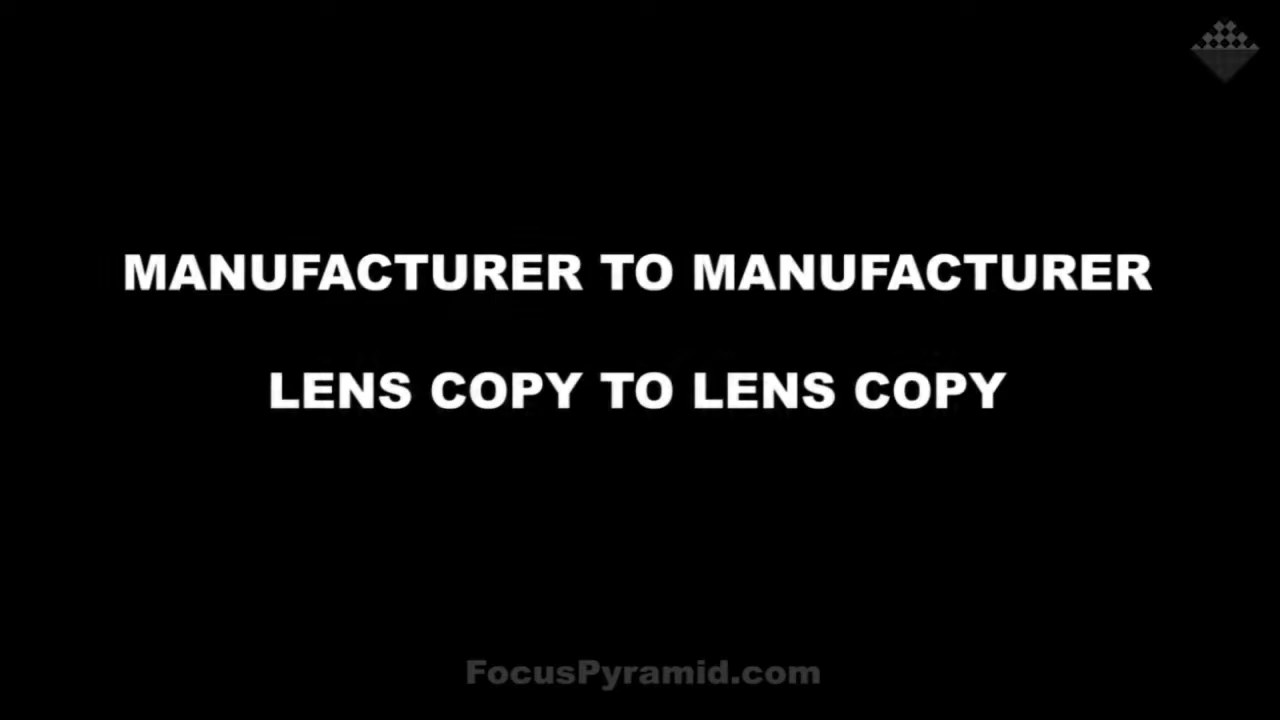 MANUFACTURER TO MANUFACTURER
LENS COPY TO LENS COPY
FocusPyramid.com